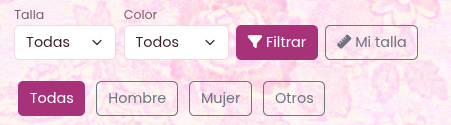 Talla Color
Todas Todos Filtrar Mi talla
Todas Hombre Mujer Otros